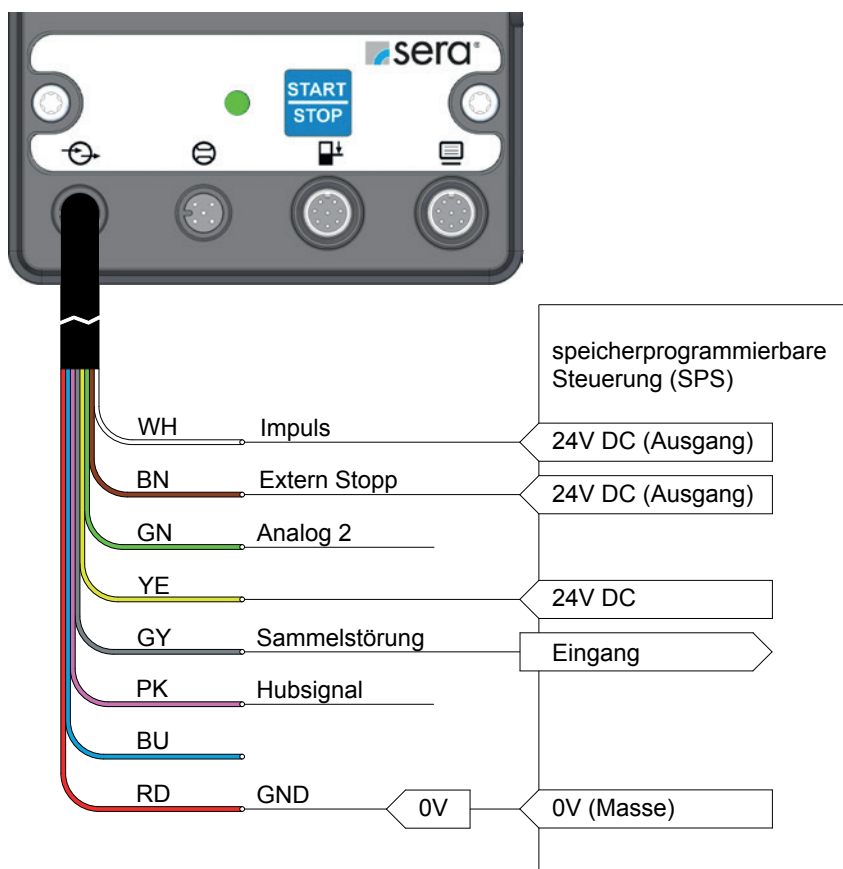 sera
START
STOP
speicherprogrammierbare
Steuerung (SPS)
WH Impuls 24V DC (Ausgang)
BN Extern Stopp 24V DC (Ausgang)
GN Analog 2
YE 24V DC
GY Sammelstörung Eingang
PK Hubsignal
BU
RD GND 0V 0V (Masse)